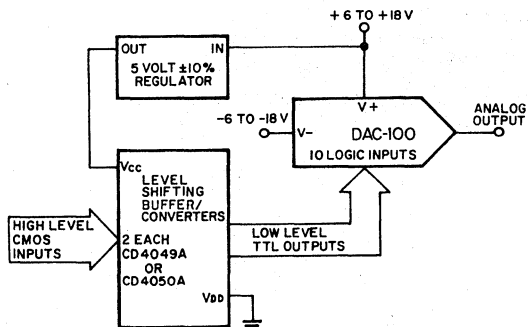 +6 TO +18V
OUT IN
5 VOLT ±10%
REGULATOR
V+
-6 TO -18V
V-
DAC-100
10 LOGIC INPUTS
ANALOG
OUTPUT
VCC
LEVEL
SHIFTING
BUFFER/
CONVERTERS
2 EACH
CD4049A
OR
CD4050A
HIGH LEVEL
CMOS
INPUTS
LOW LEVEL
TTL OUTPUTS
VDD